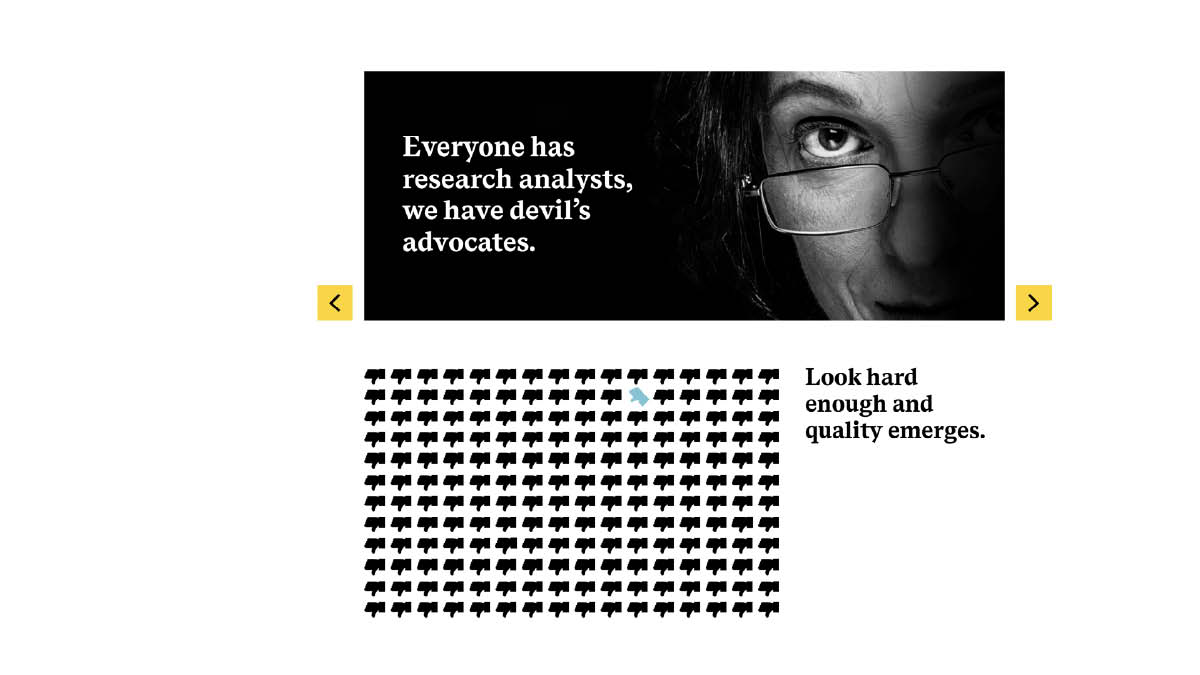 Everyone has
research analysts,
we have devil’s
advocates.
Look hard
enough and
quality emerges.